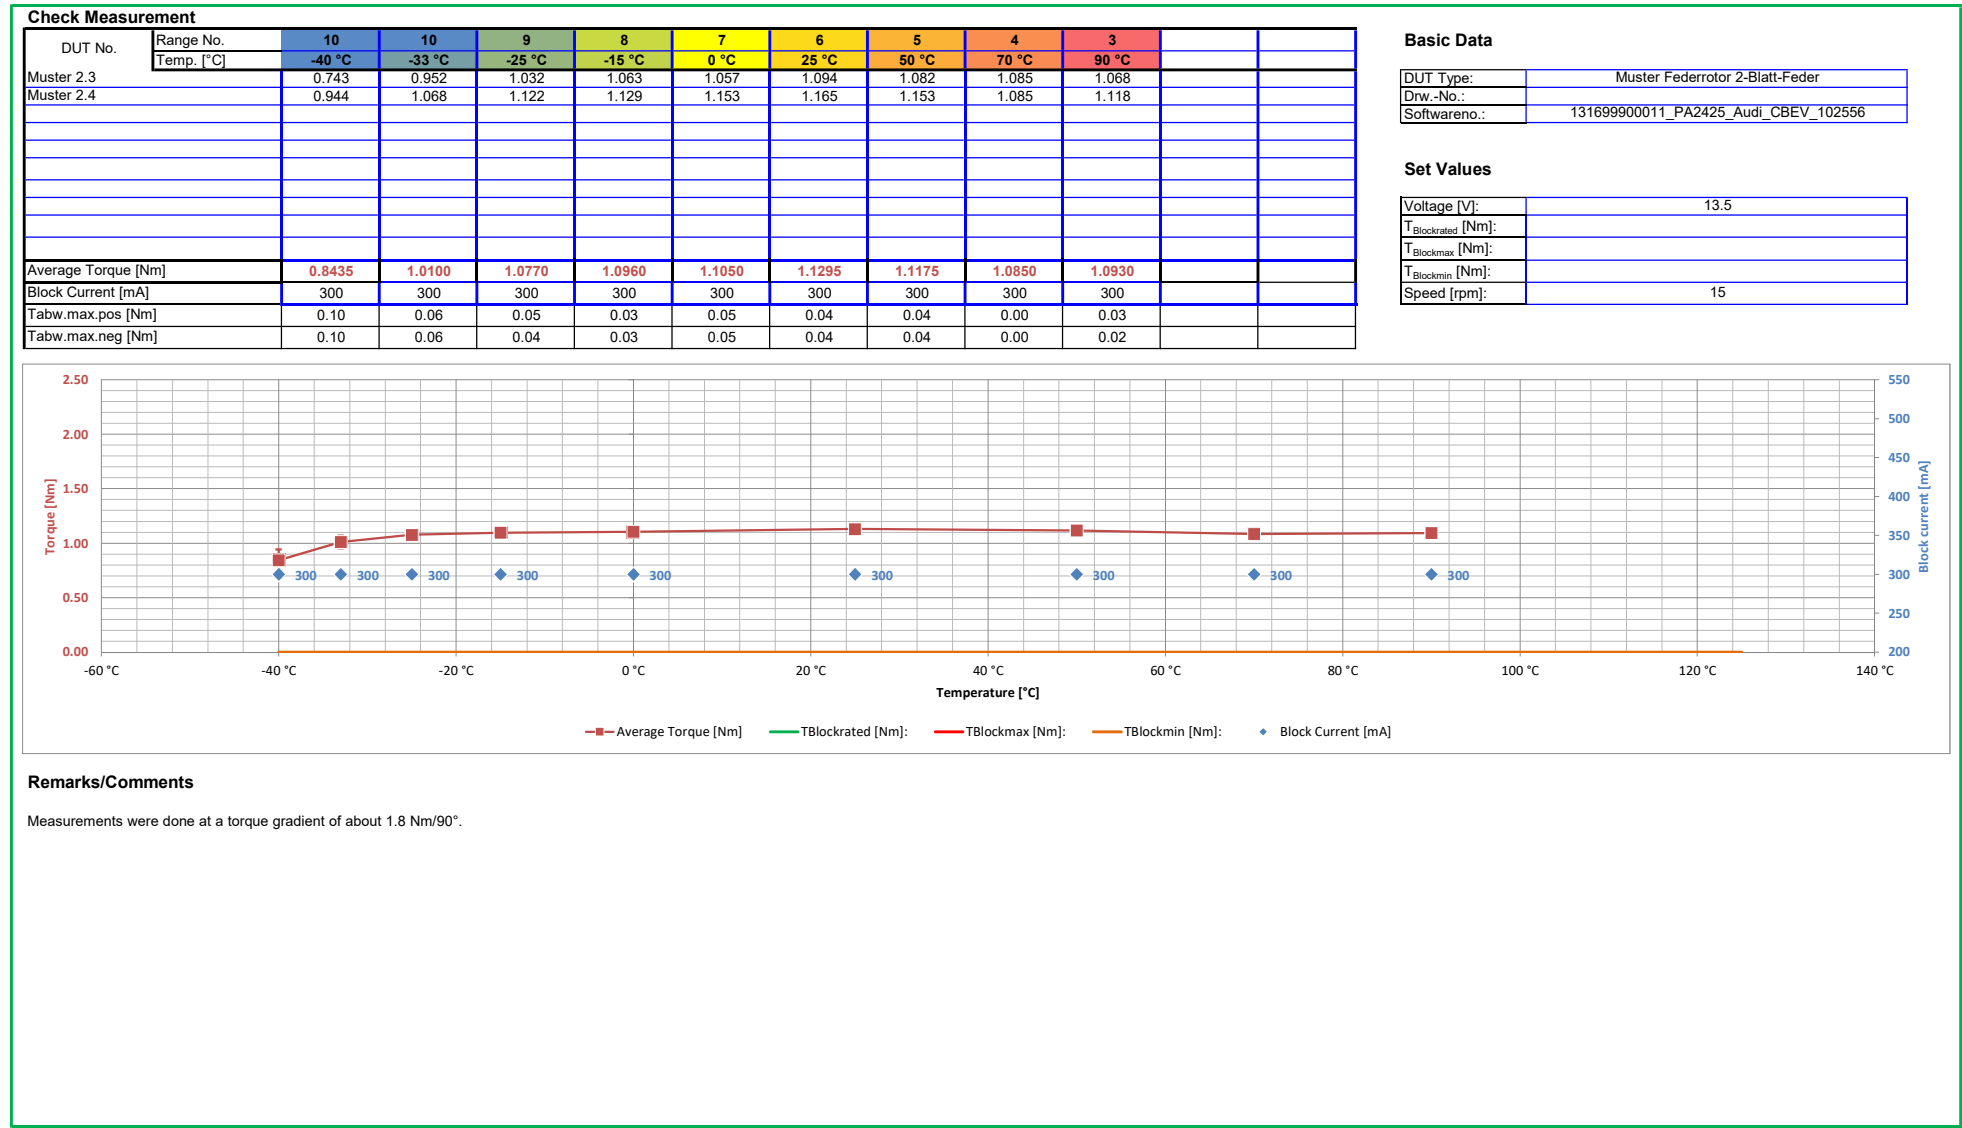 Check Measurement
DUT No. Range No. 10 10 9 8 7 6 5 4 3
Temp. [°C] -40 °C -33 °C -25 °C -15 °C 0 °C 25 °C 50 °C 70 °C 90 °C
Muster 2.3 0.743 0.952 1.032 1.063 1.057 1.094 1.082 1.085 1.068
Muster 2.4 0.944 1.068 1.122 1.129 1.153 1.165 1.153 1.085 1.118
Average Torque [Nm] 0.8435 1.0100 1.0770 1.0960 1.1050 1.1295 1.1175 1.0850 1.0930
Block Current [mA] 300 300 300 300 300 300 300 300 300
Tabw.max.pos [Nm] 0.10 0.06 0.05 0.03 0.05 0.04 0.04 0.00 0.03
Tabw.max.neg [Nm] 0.10 0.06 0.04 0.03 0.05 0.04 0.04 0.00 0.02
Basic Data
DUT Type: Muster Federrotor 2-Blatt-Feder
Drw.-No.:
Softwareno.: 131699900011_PA2425_Audi_CBEV_102556
Set Values
Voltage [V]: 13.5
TBlockrated [Nm]:
TBlockmax [Nm]:
TBlockmin [Nm]:
Speed [rpm]: 15
Torque [Nm]
2.50
2.00
1.50
1.00
0.50
0.00
300 300 300 300 300 300 300 300 300
550
500
450
400
350
300
250
200
Block current [mA]
-60 °C -40 °C -20 °C 0 °C 20 °C 40 °C 60 °C 80 °C 100 °C 120 °C 140 °C
Temperature [°C]
Average Torque [Nm] TBlockrated [Nm]: TBlockmax [Nm]: TBlockmin [Nm]: Block Current [mA]
Remarks/Comments
Measurements were done at a torque gradient of about 1.8 Nm/90°.